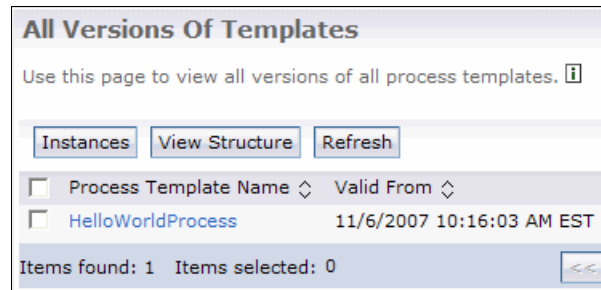 All Versions Of Templates
Use this page to view all versions of all process templates. i
Instances View Structure Refresh
Process Template Name Valid From
HelloWorldProcess 11/6/2007 10:16:03 AM EST
Items found: 1 Items selected: 0 <<